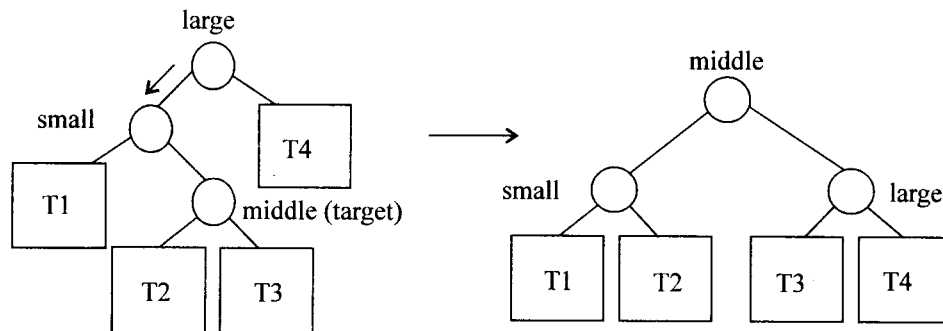 large
small
T4
T1
middle (target)
T2
T3
middle
small
large
T1
T2
T3
T4